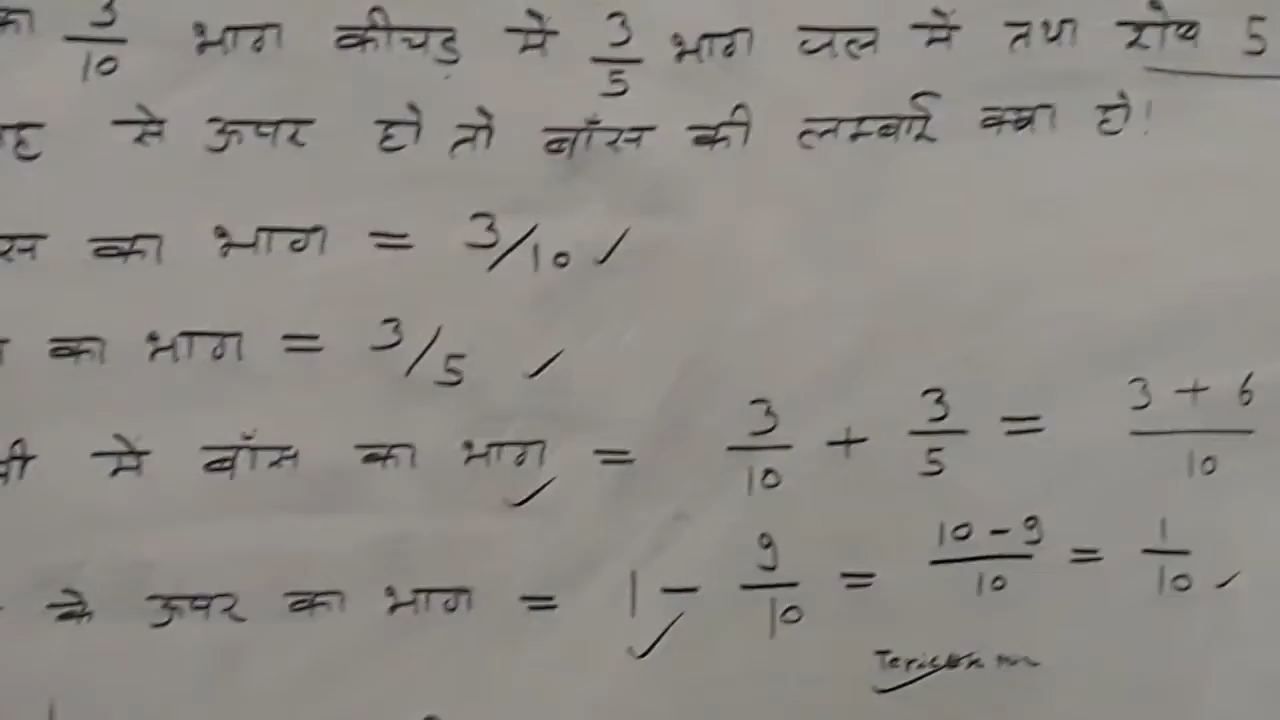 का 3/10 भाग कीचड़ में 3/5 भाग जल में तथा शेष 5
से ऊपर हो तो बाँस की लम्बाई क्या है।
का भाग = 3/10 ✓
का भाग = 3/5 ✓
में बाँस का भाग = 3/10 + 3/5 = (3 + 6)/10
के ऊपर का भाग = 1 - 9/10 = (10 - 9)/10 = 1/10